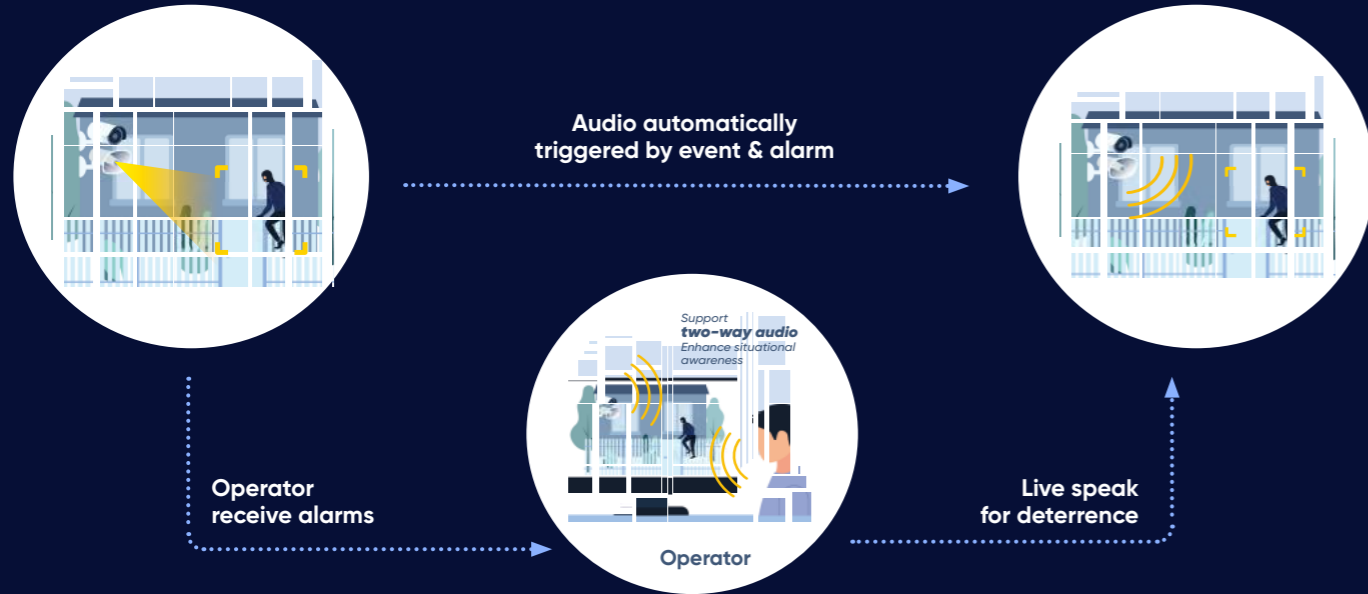 Audio automatically
triggered by event & alarm
Support
two-way audio
Enhance situational
awareness
Operator
receive alarms
Live speak
for deterrence
Operator